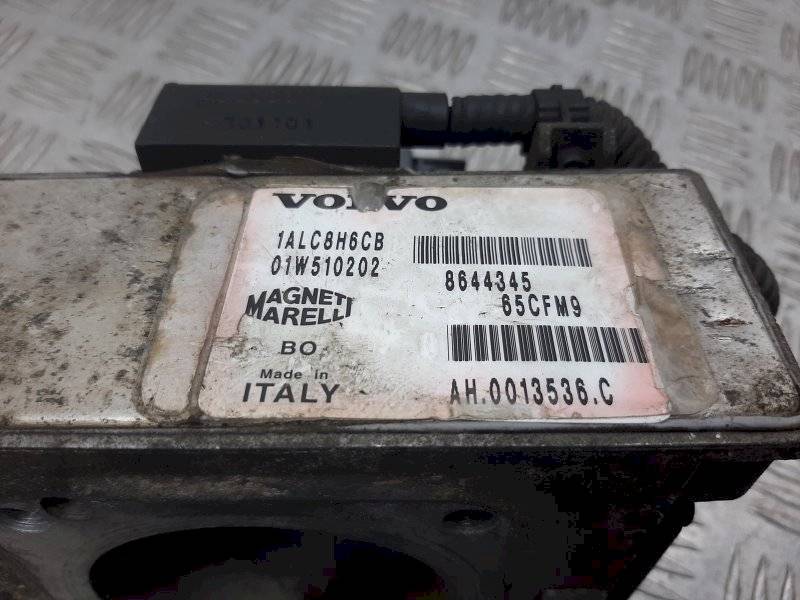 VOLVO
1ALC8H6CB
01W510202
8644345
65CFM9
MAGNETI
MARELLI
BO
Made in
ITALY
AH.0013536.C